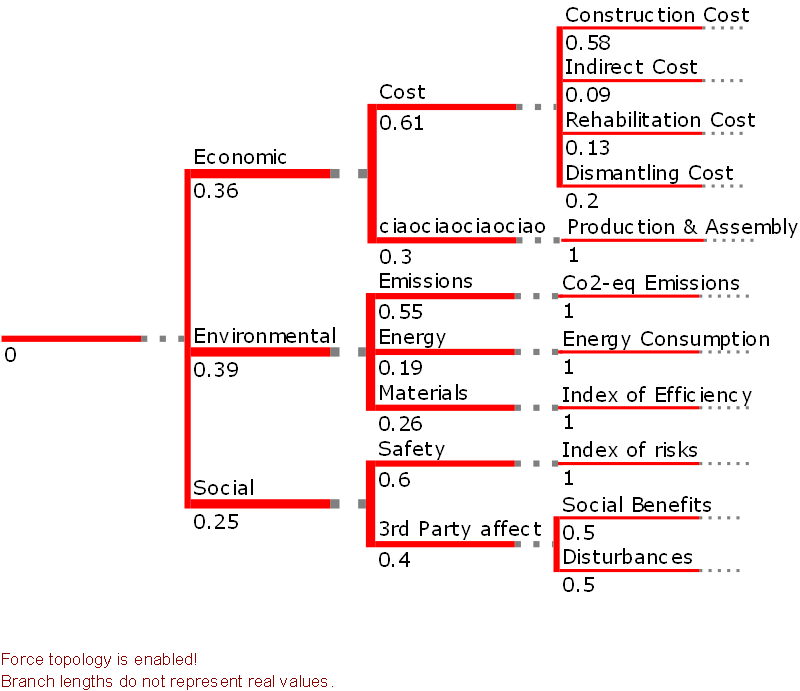 Construction Cost
0.58
Indirect Cost
0.09
Cost
0.61
Rehabilitation Cost
0.13
Economic
0.36
Dismantling Cost
0.2
ciaociaociaociao
0.3
Production & Assembly
1
Emissions
0.55
Co2-eq Emissions
1
0
Environmental
0.39
Energy
0.19
Energy Consumption
1
Materials
0.26
Index of Efficiency
1
Safety
0.6
Index of risks
1
Social
0.25
3rd Party affect
0.4
Social Benefits
0.5
Disturbances
0.5
Force topology is enabled!
Branch lengths do not represent real values.